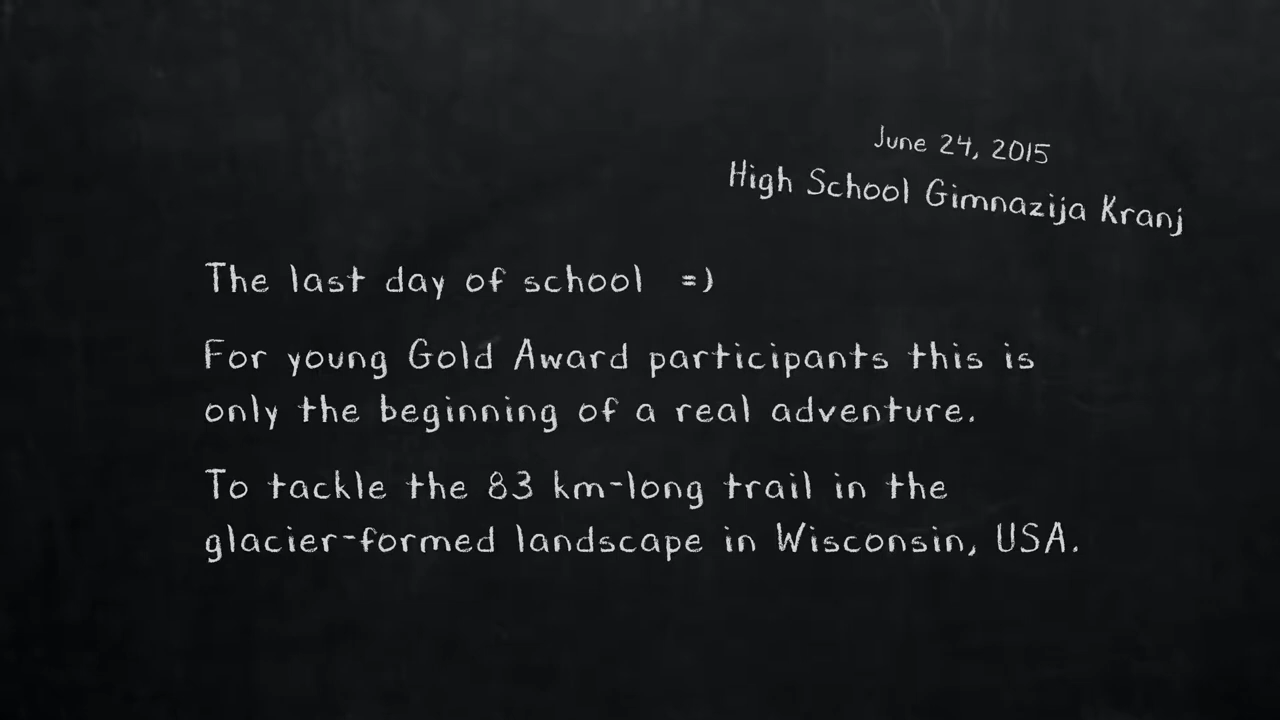 June 24, 2015
High School Gimnazija Kranj
The last day of school =)
For young Gold Award participants this is
only the beginning of a real adventure.
To tackle the 83 km-long trail in the
glacier-formed landscape in Wisconsin, USA.